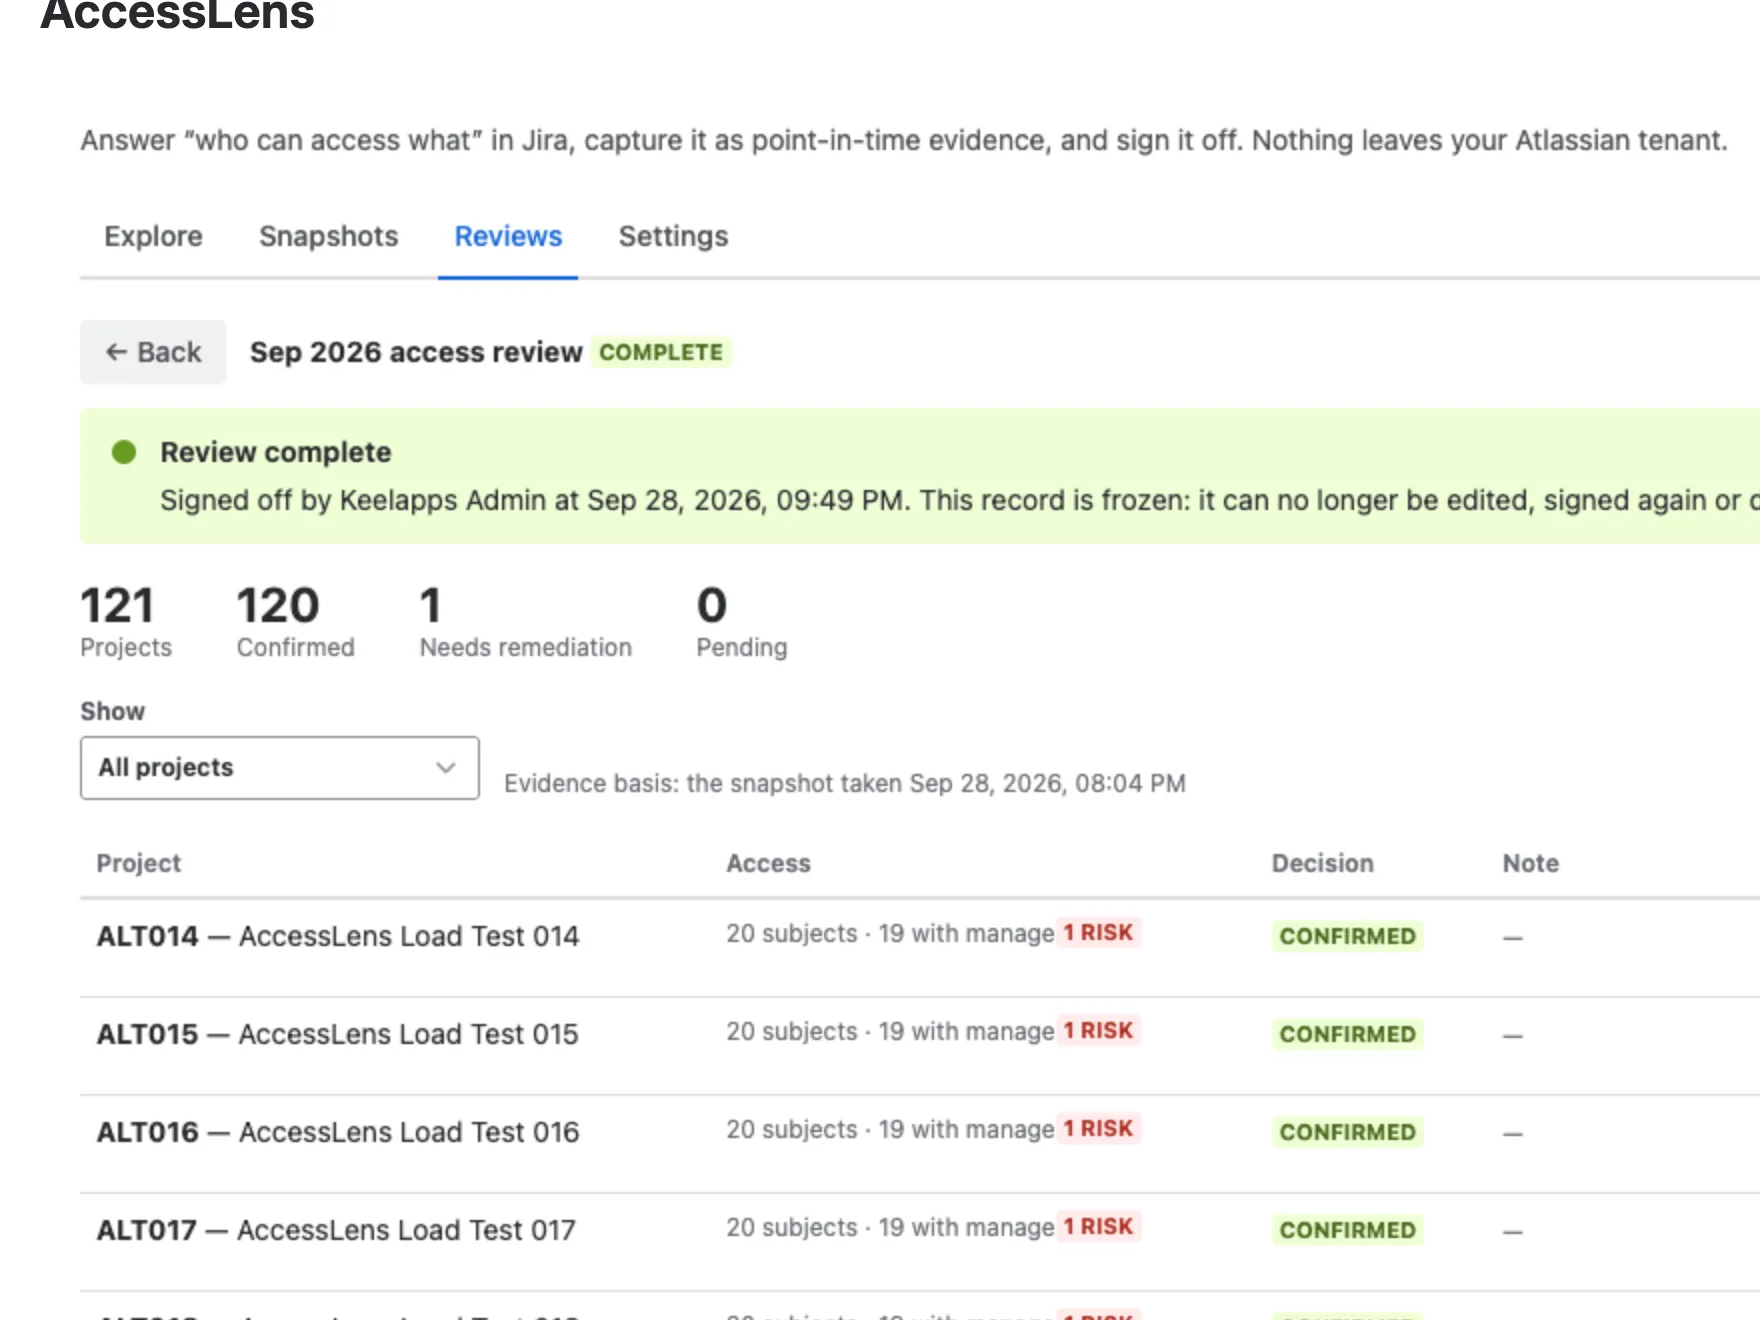 AccessLens
Answer “who can access what” in Jira, capture it as point-in-time evidence, and sign it off. Nothing leaves your Atlassian tenant.
Explore Snapshots Reviews Settings
← Back Sep 2026 access review COMPLETE
Review complete
Signed off by Keelapps Admin at Sep 28, 2026, 09:49 PM. This record is frozen: it can no longer be edited, signed again or
121 120 1 0
Projects Confirmed Needs remediation Pending
Show
All projects
Evidence basis: the snapshot taken Sep 28, 2026, 08:04 PM
Project Access Decision Note
ALT014 — AccessLens Load Test 014 20 subjects · 19 with manage 1 RISK CONFIRMED —
ALT015 — AccessLens Load Test 015 20 subjects · 19 with manage 1 RISK CONFIRMED —
ALT016 — AccessLens Load Test 016 20 subjects · 19 with manage 1 RISK CONFIRMED —
ALT017 — AccessLens Load Test 017 20 subjects · 19 with manage 1 RISK CONFIRMED —